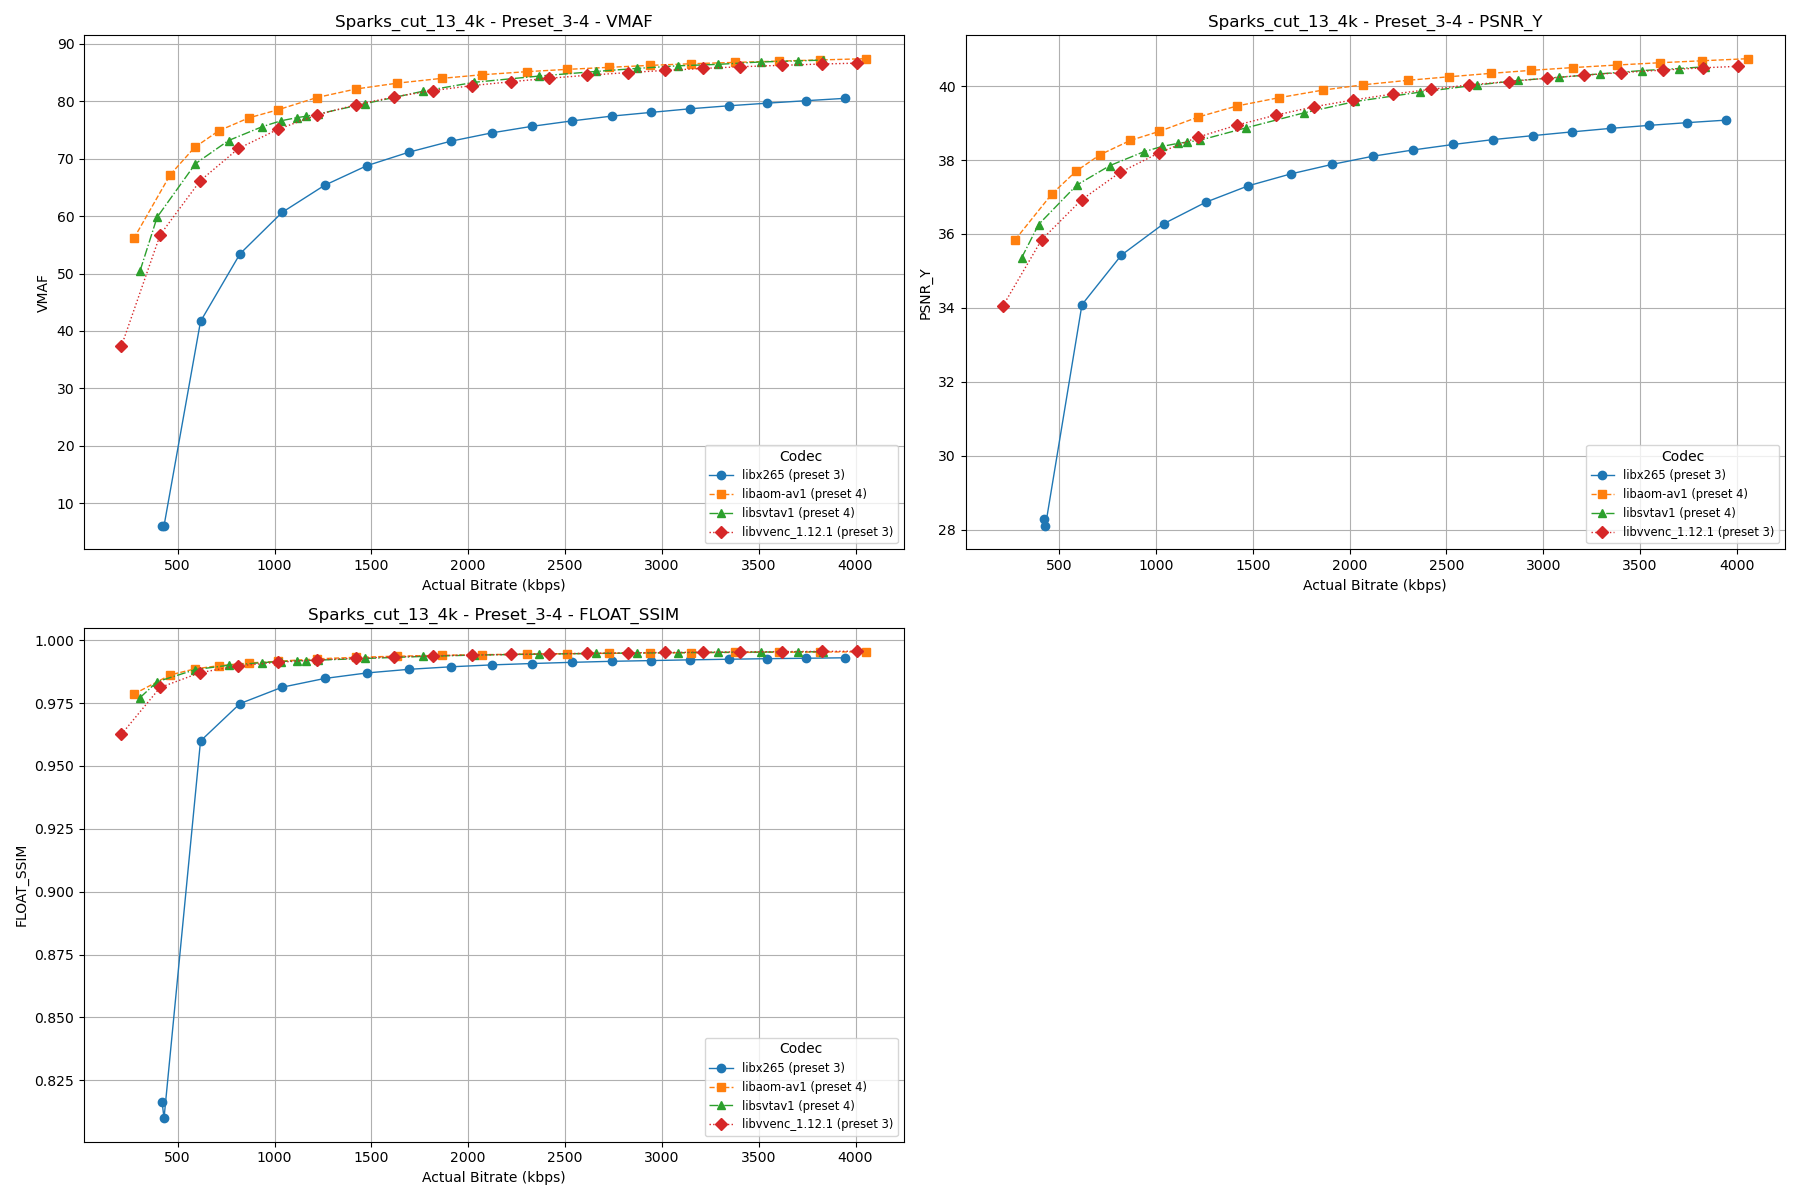 Sparks_cut_13_4k - Preset_3-4 - VMAF
90
80
70
60
50
40
30
20
10
VMAF
500 1000 1500 2000 2500 3000 3500 4000
Actual Bitrate (kbps)
Codec
libx265 (preset 3)
libaom-av1 (preset 4)
libsvtav1 (preset 4)
libvvenc_1.12.1 (preset 3)
Sparks_cut_13_4k - Preset_3-4 - PSNR_Y
40
38
36
34
32
30
28
PSNR_Y
500 1000 1500 2000 2500 3000 3500 4000
Actual Bitrate (kbps)
Codec
libx265 (preset 3)
libaom-av1 (preset 4)
libsvtav1 (preset 4)
libvvenc_1.12.1 (preset 3)
Sparks_cut_13_4k - Preset_3-4 - FLOAT_SSIM
1.000
0.975
0.950
0.925
0.900
0.875
0.850
0.825
FLOAT_SSIM
500 1000 1500 2000 2500 3000 3500 4000
Actual Bitrate (kbps)
Codec
libx265 (preset 3)
libaom-av1 (preset 4)
libsvtav1 (preset 4)
libvvenc_1.12.1 (preset 3)